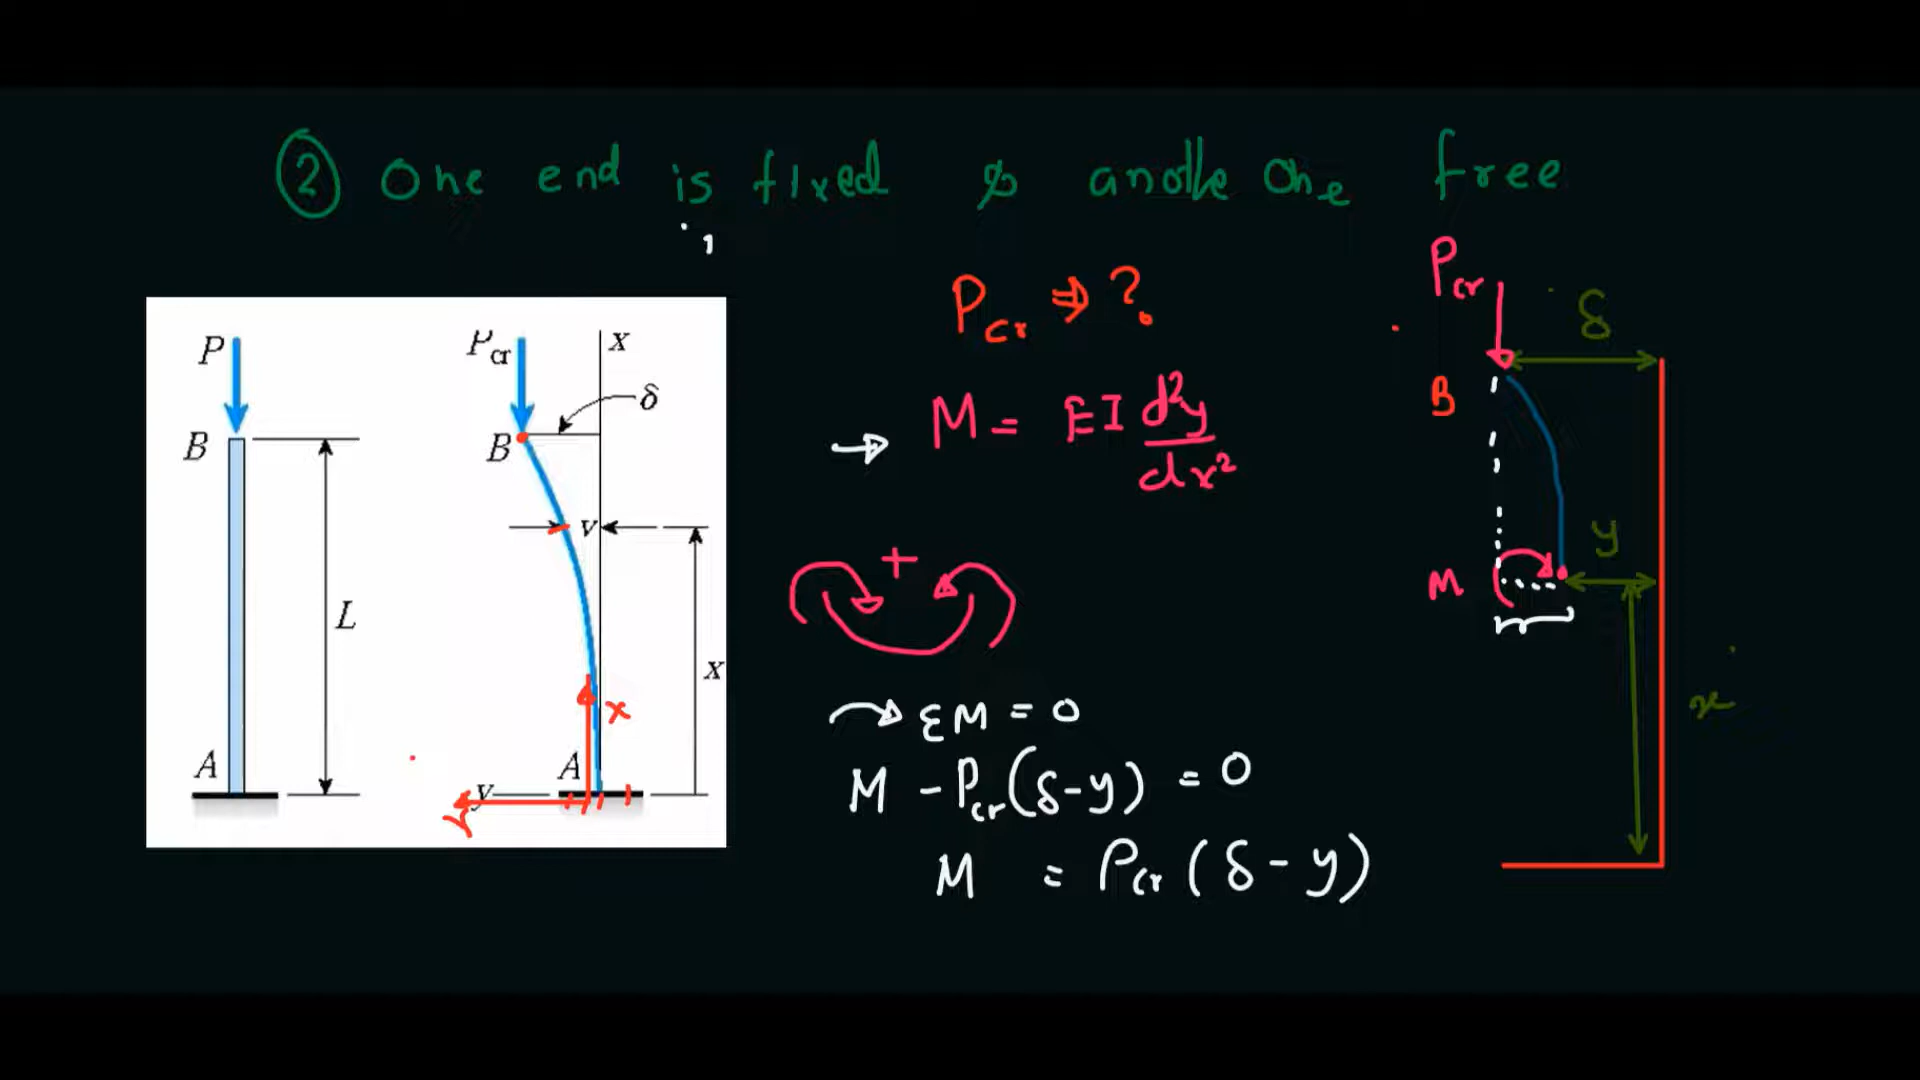 ② One end is fixed & anothe one free
P
B
L
A
Pcr
x
δ
B
v
x
x
A
y
Pcr ⇒ ?
→ M = EI d²y/dx²
+
ΣM = 0
M - Pcr(δ-y) = 0
M = Pcr (δ-y)
Pcr
δ
B
y
M
x